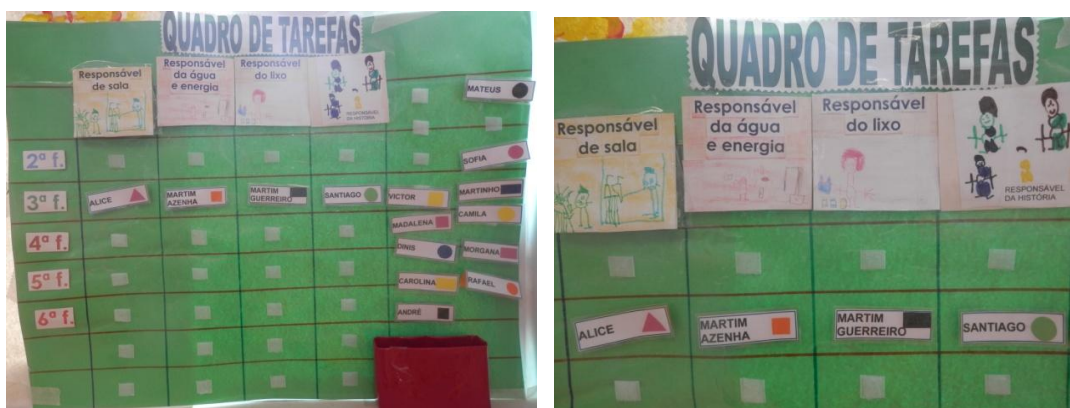 QUADRO DE TAREFAS
Responsável
de sala
Responsável
da água
e energia
Responsável
do lixo
RESPONSÁVEL
DA HISTÓRIA
MATEUS
2ª f.
SOFIA
3ª f.
ALICE
MARTIM
AZENHA
MARTIM
GUERREIRO
SANTIAGO
VICTOR
MARTINHO
MADALENA
CAMILA
4ª f.
DINIS
MORGANA
5ª f.
CAROLINA
RAFAEL
6ª f.
ANDRÉ
QUADRO DE TAREFAS
Responsável
de sala
Responsável
da água
e energia
Responsável
do lixo
RESPONSÁVEL
DA HISTÓRIA
ALICE
MARTIM
AZENHA
MARTIM
GUERREIRO
SANTIAGO